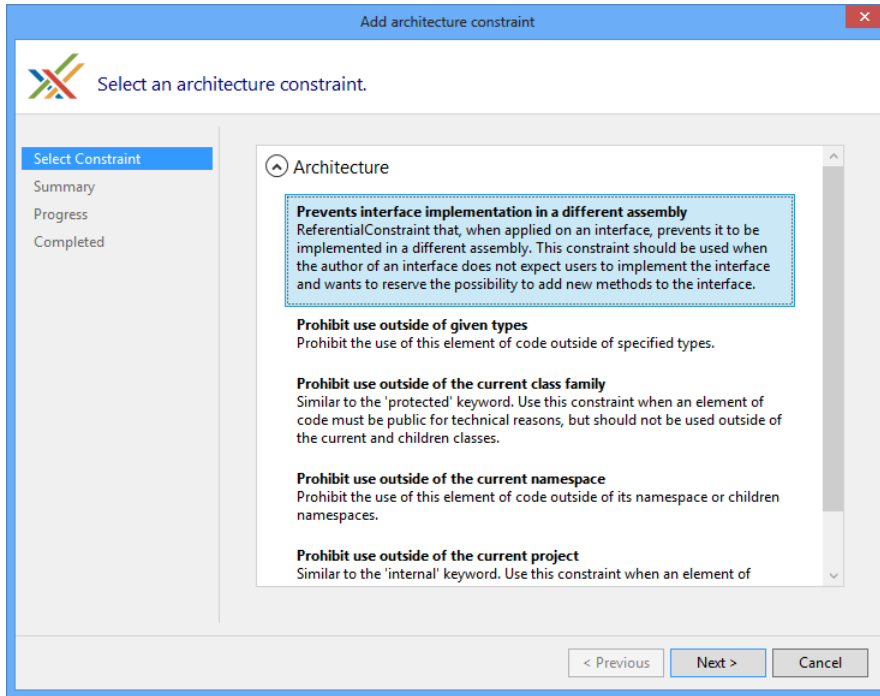 Add architecture constraint
Select an architecture constraint.
Select Constraint
Summary
Progress
Completed
Architecture
Prevents interface implementation in a different assembly
ReferentialConstraint that, when applied on an interface, prevents it to be
implemented in a different assembly. This constraint should be used when
the author of an interface does not expect users to implement the interface
and wants to reserve the possibility to add new methods to the interface.
Prohibit use outside of given types
Prohibit the use of this element of code outside of specified types.
Prohibit use outside of the current class family
Similar to the 'protected' keyword. Use this constraint when an element of
code must be public for technical reasons, but should not be used outside of
the current and children classes.
Prohibit use outside of the current namespace
Prohibit the use of this element of code outside of its namespace or children
namespaces.
Prohibit use outside of the current project
Similar to the 'internal' keyword. Use this constraint when an element of
< Previous
Next >
Cancel